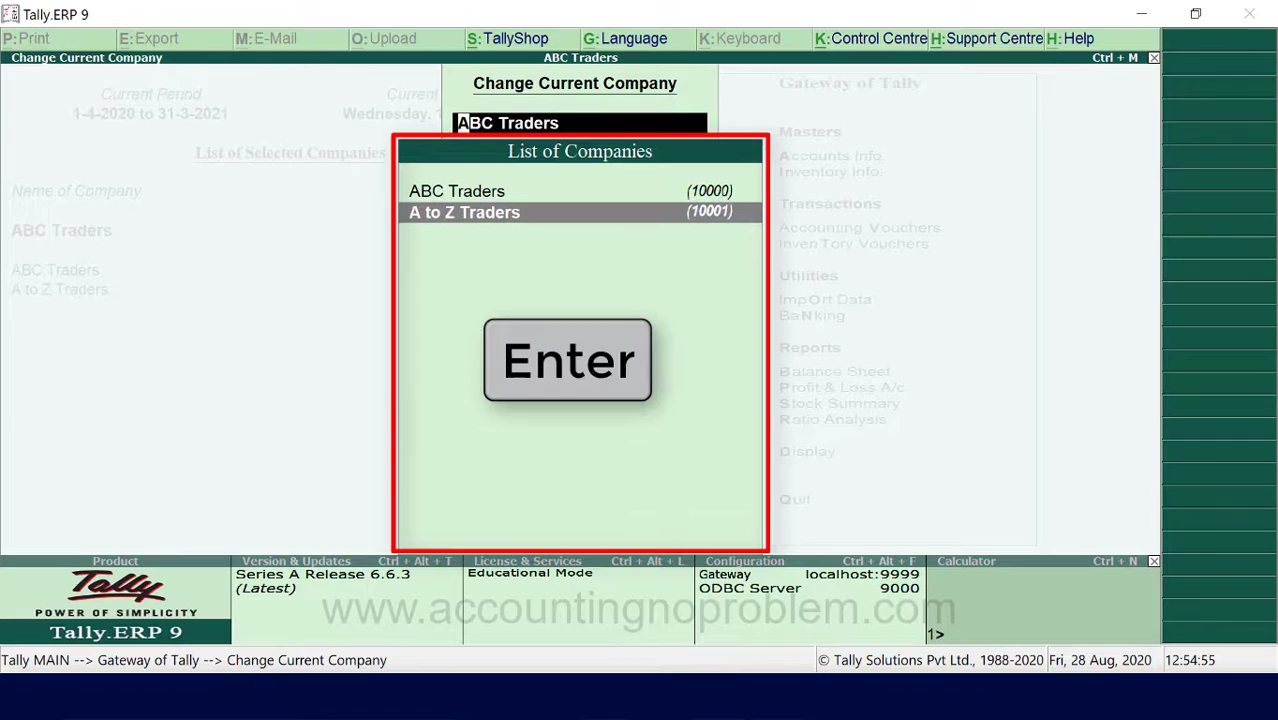 Tally.ERP 9
P:Print E:Export M:E-Mail O:Upload S:TallyShop G:Language K:Keyboard K:Control Centre H:Support Centre H:Help
Change Current Company ABC Traders Ctrl + M
Change Current Company
ABC Traders
List of Companies
ABC Traders (10000)
A to Z Traders (10001)
Enter
Current Period
1-4-2020 to 31-3-2021
Current
Wednesday, 1
List of Selected Companies
Name of Company
ABC Traders
ABC Traders
A to Z Traders
Gateway of Tally
Masters
Accounts Info.
Inventory Info.
Transactions
Accounting Vouchers
InvenTory Vouchers
Utilities
ImpOrt Data
BaNking
Reports
Balance Sheet
Profit & Loss A/c
Stock Summary
Ratio Analysis
Display
Quit
Product
Tally
POWER OF SIMPLICITY
Tally.ERP 9
Version & Updates Ctrl + Alt + T
Series A Release 6.6.3
(Latest)
License & Services Ctrl + Alt + L
Educational Mode
Configuration Ctrl + Alt + F
Gateway localhost:9999
ODBC Server 9000
Calculator Ctrl + N
1>
www.accountingnoproblem.com
Tally MAIN --> Gateway of Tally --> Change Current Company © Tally Solutions Pvt Ltd., 1988-2020 Fri, 28 Aug, 2020 12:54:55